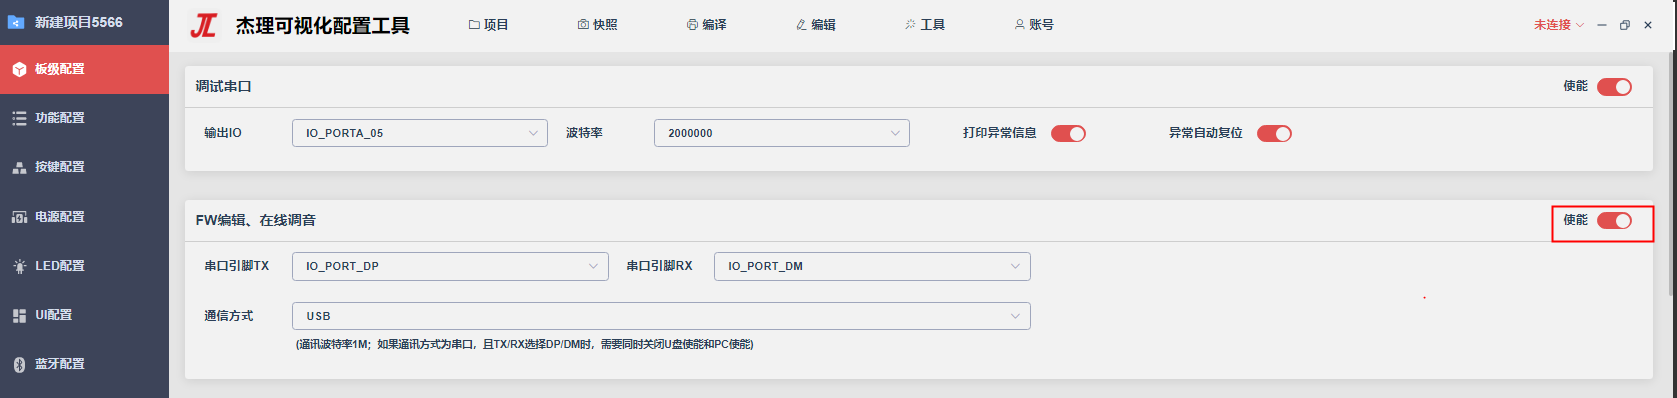 新建项目5566
板级配置
功能配置
按键配置
电源配置
LED配置
UI配置
蓝牙配置
JL 杰理可视化配置工具 项目 快照 编译 编辑 工具 账号 未连接
调试串口 使能
输出IO IO_PORTA_05 波特率 2000000 打印异常信息 异常自动复位
FW编辑、在线调音 使能
串口引脚TX IO_PORT_DP 串口引脚RX IO_PORT_DM
通信方式 USB
(通讯波特率1M；如果通讯方式为串口，且TX/RX选择DP/DM时，需要同时关闭U盘使能和PC使能)